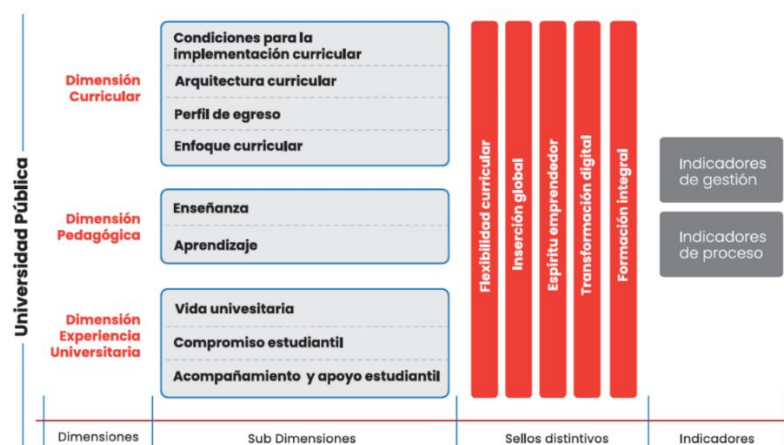 Universidad Pública
Dimensión
Curricular
Condiciones para la
implementación curricular
Arquitectura curricular
Perfil de egreso
Enfoque curricular
Dimensión
Pedagógica
Enseñanza
Aprendizaje
Dimensión
Experiencia
Universitaria
Vida univesitaria
Compromiso estudiantil
Acompañamiento y apoyo estudiantil
Flexibilidad curricular
Inserción global
Espíritu emprendedor
Transformación digital
Formación integral
Indicadores
de gestión
Indicadores
de proceso
Dimensiones
Sub Dimensiones
Sellos distintivos
Indicadores